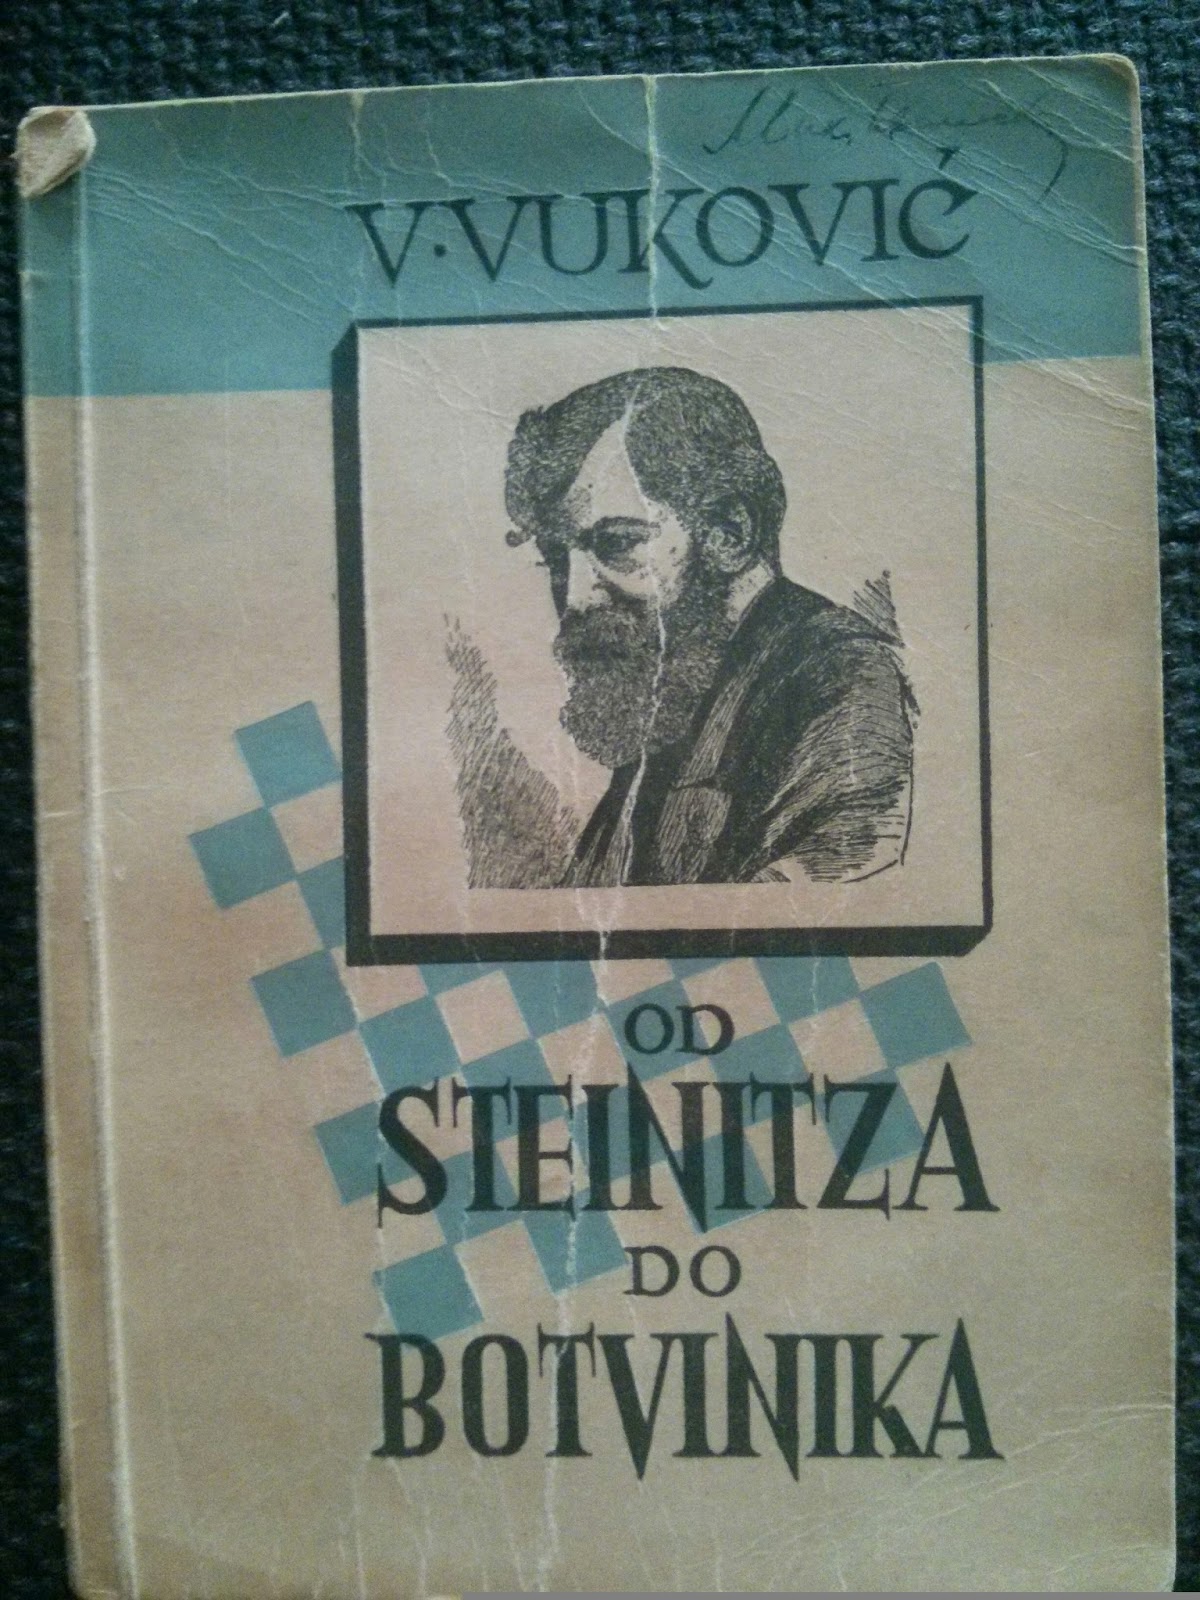 V. VUKOVIĆ
OD
STEINITZA
DO
BOTVINIKA